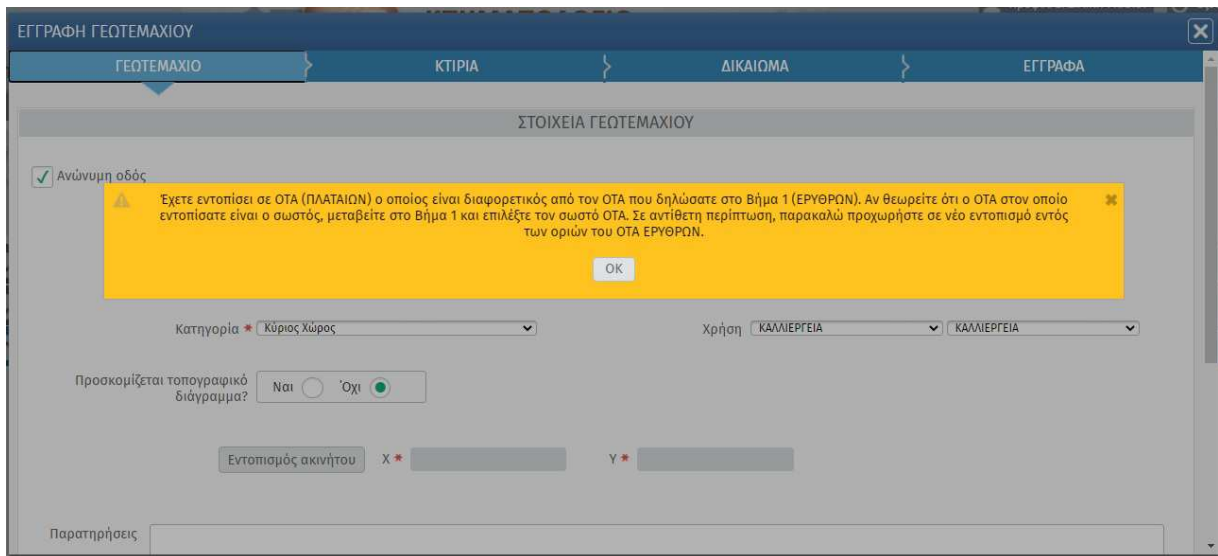 ΕΓΓΡΑΦΗ ΓΕΩΤΕΜΑΧΙΟΥ
ΓΕΩΤΕΜΑΧΙΟ
ΚΤΙΡΙΑ
ΔΙΚΑΙΩΜΑ
ΕΓΓΡΑΦΑ
ΣΤΟΙΧΕΙΑ ΓΕΩΤΕΜΑΧΙΟΥ
Ανώνυμη οδός
Έχετε εντοπίσει σε ΟΤΑ (ΠΛΑΤΑΙΩΝ) ο οποίος είναι διαφορετικός από τον ΟΤΑ που δηλώσατε στο Βήμα 1 (ΕΡΥΘΡΩΝ). Αν θεωρείτε ότι ο ΟΤΑ στον οποίο
εντοπίσατε είναι ο σωστός, μεταβείτε στο Βήμα 1 και επιλέξτε τον σωστό ΟΤΑ. Σε αντίθετη περίπτωση, παρακαλώ προχωρήστε σε νέο εντοπισμό εντός
των οριών του ΟΤΑ ΕΡΥΘΡΩΝ.
OK
Κατηγορία * Κύριος Χώρος
Χρήση ΚΑΛΛΙΕΡΓΕΙΑ ΚΑΛΛΙΕΡΓΕΙΑ
Προσκομίζεται τοπογραφικό
διάγραμμα?
Ναι Όχι
Εντοπισμός ακινήτου X * Y *
Παρατηρήσεις